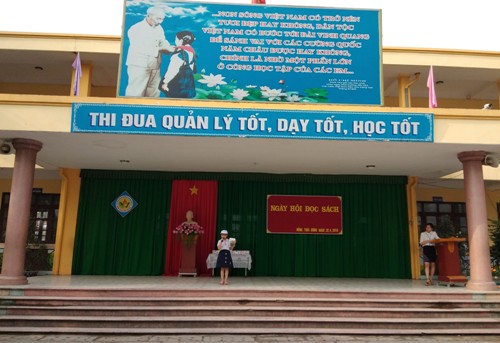 NON SÔNG VIỆT NAM CÓ TRỞ NÊN
TƯƠI ĐẸP HAY KHÔNG, DÂN TỘC
VIỆT NAM CÓ BƯỚC TỚI ĐÀI VINH QUANG
ĐỂ SÁNH VAI VỚI CÁC CƯỜNG QUỐC
NĂM CHÂU ĐƯỢC HAY KHÔNG,
CHÍNH LÀ NHỜ MỘT PHẦN LỚN
Ở CÔNG HỌC TẬP CỦA CÁC EM...
THI ĐUA QUẢN LÝ TỐT, DẠY TỐT, HỌC TỐT
NGÀY HỘI ĐỌC SÁCH